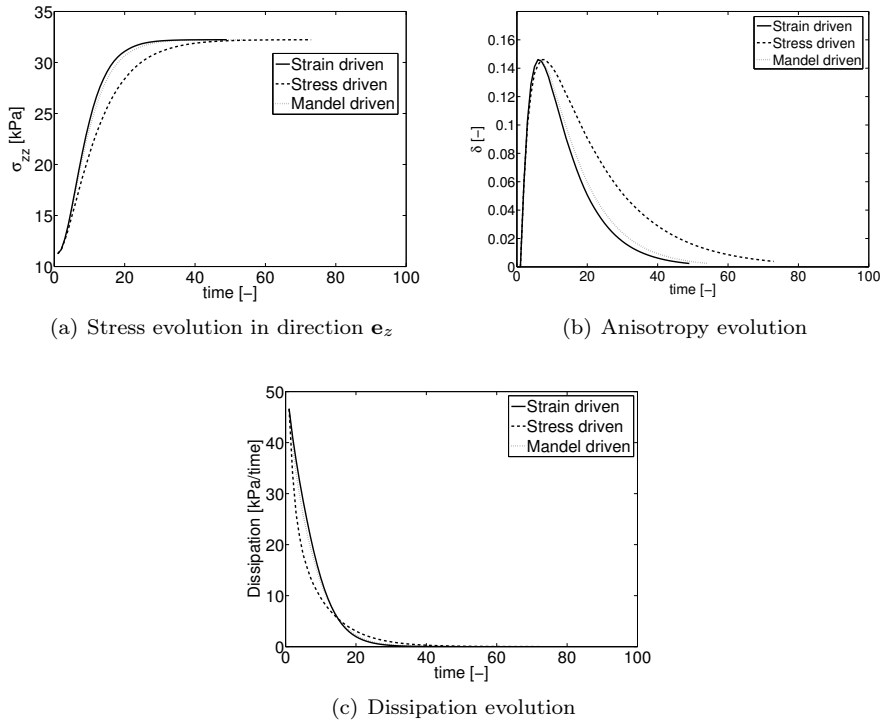 35
30
25
20
15
10
0
20
40
60
80
100
σzz [kPa]
time [−]
Strain driven
Stress driven
Mandel driven
(a) Stress evolution in direction ez
0.18
0.16
0.14
0.12
0.1
0.08
0.06
0.04
0.02
0
20
40
60
80
100
δ [−]
time [−]
Strain driven
Stress driven
Mandel driven
(b) Anisotropy evolution
50
40
30
20
10
0
0
20
40
60
80
100
Dissipation [kPa/time]
time [−]
Strain driven
Stress driven
Mandel driven
(c) Dissipation evolution